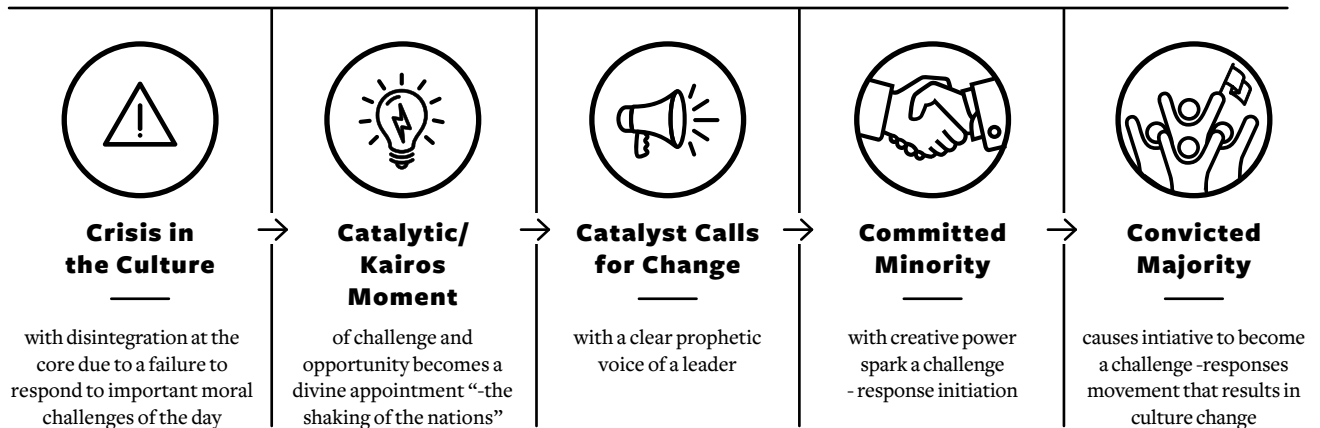 Crisis in
the Culture
with disintegration at the
core due to a failure to
respond to important moral
challenges of the day
Catalytic/
Kairos
Moment
of challenge and
opportunity becomes a
divine appointment “-the
shaking of the nations”
Catalyst Calls
for Change
with a clear prophetic
voice of a leader
Committed
Minority
with creative power
spark a challenge
- response initiation
Convicted
Majority
causes intiative to become
a challenge -responses
movement that results in
culture change